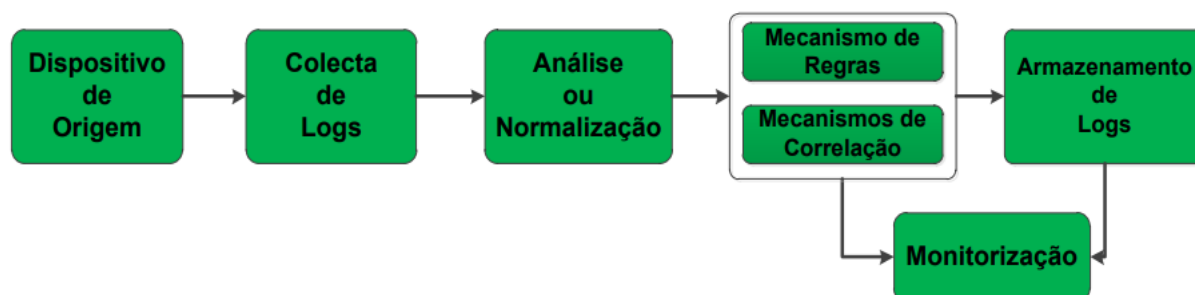 Dispositivo
de
Origem
Colecta
de
Logs
Análise
ou
Normalização
Mecanismo de
Regras
Mecanismos de
Correlação
Armazenamento
de
Logs
Monitorização